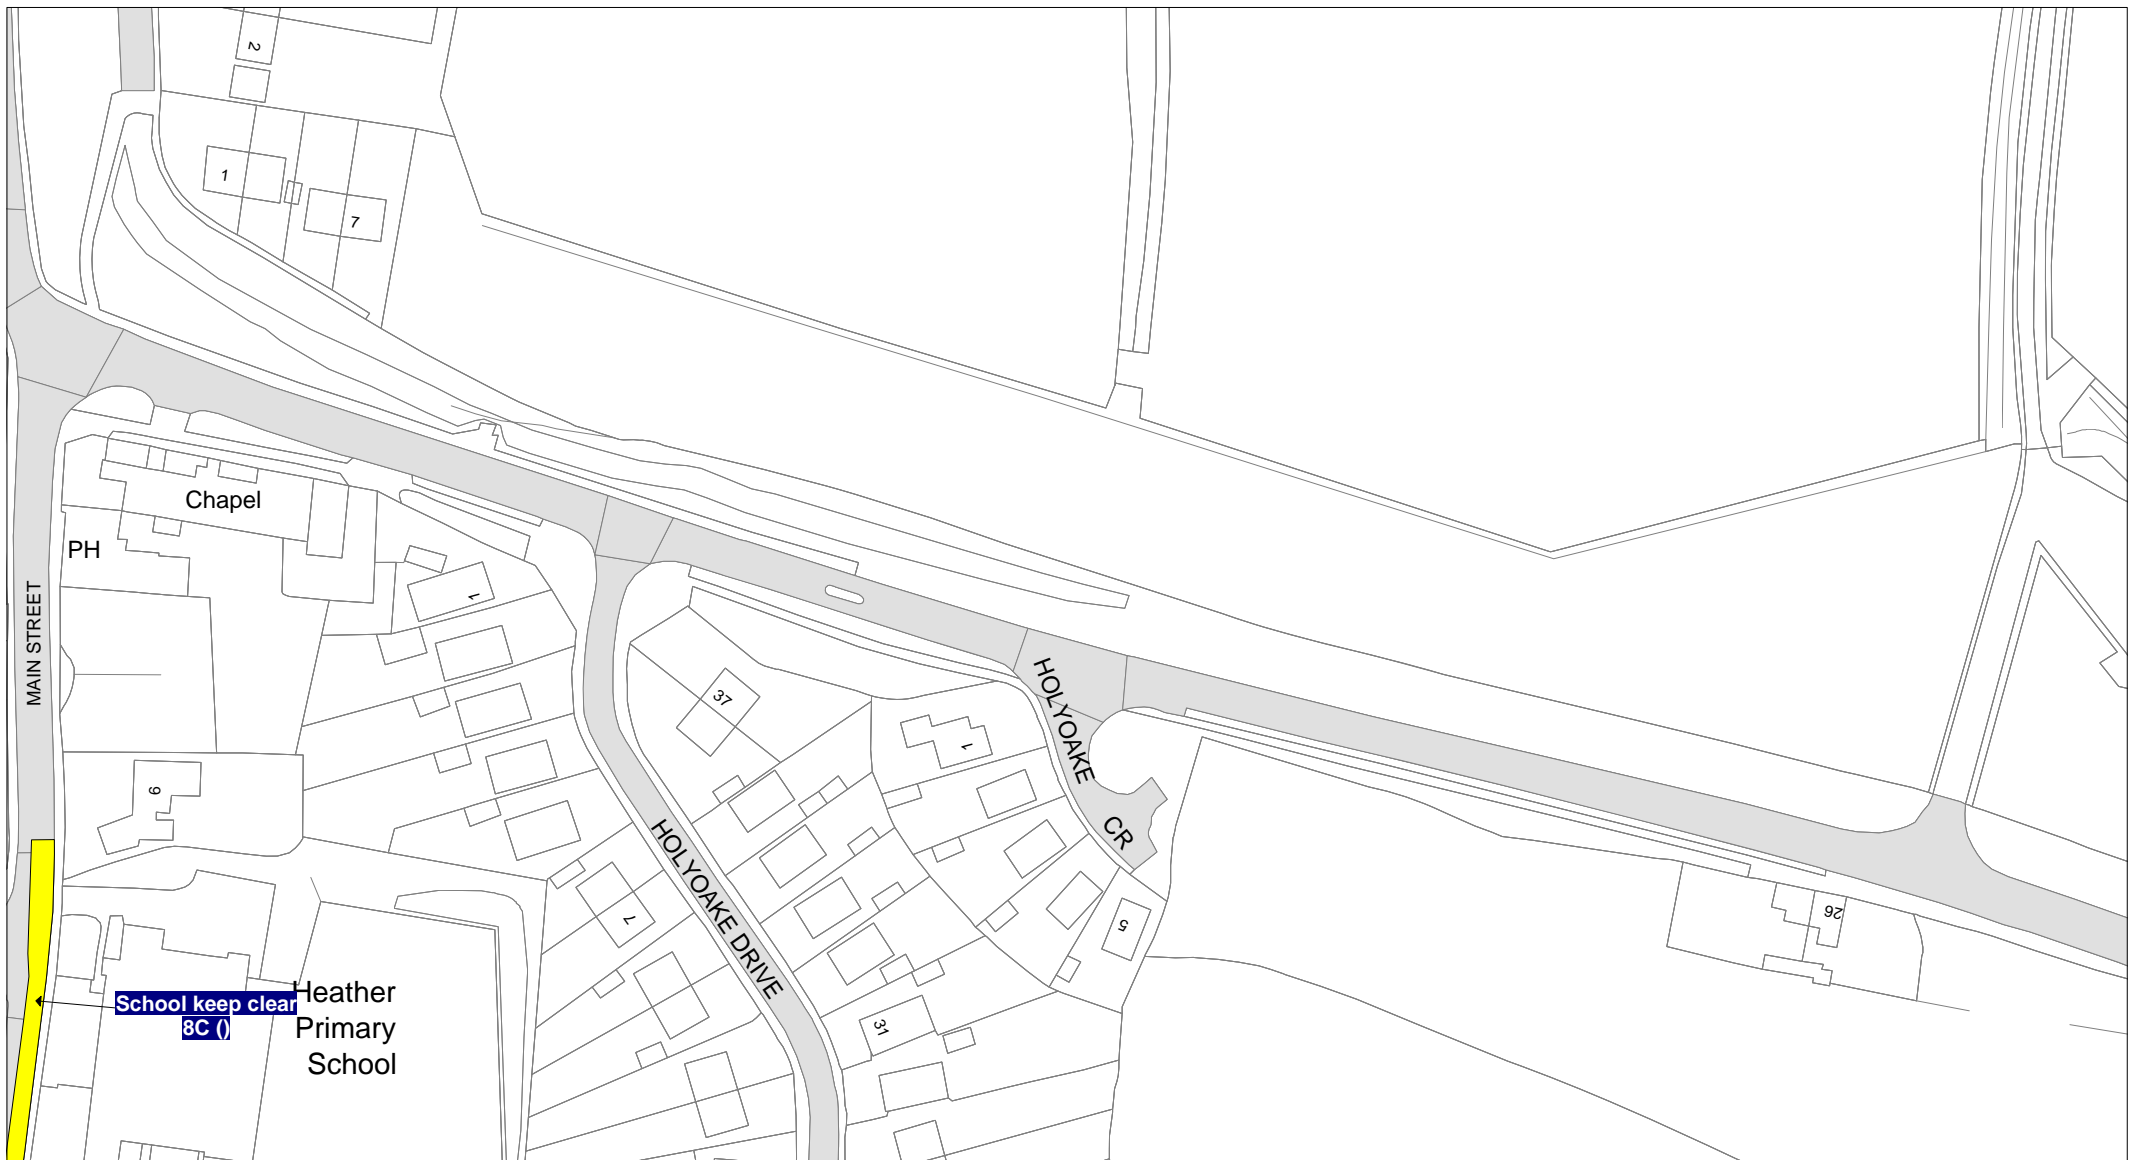 2
1
7
Chapel
PH
MAIN STREET
1
37
HOLYOAKE
CR
1
9
HOLYOAKE DRIVE
7
5
26
School keep clear
8C ()
Heather
Primary
School
31